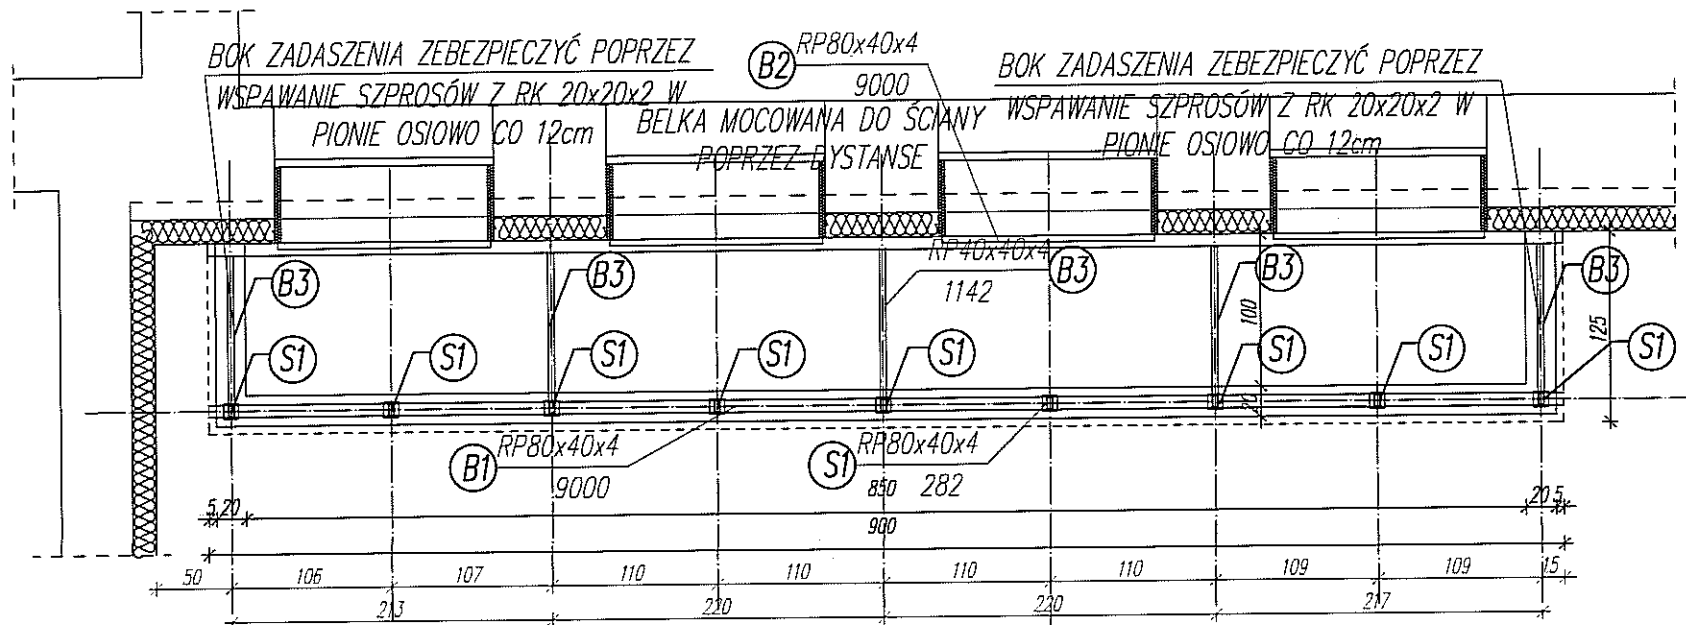 BOK ZADASZENIA ZEBEZPIECZYĆ POPRZEZ
WSPAWANIE SZPROSÓW Z RK 20x20x2 W
PIONIE OSIOWO CO 12cm
B2
RP80x40x4
9000
BELKA MOCOWANA DO ŚCIANY
POPRZEZ DYSTANSE
BOK ZADASZENIA ZEBEZPIECZYĆ POPRZEZ
WSPAWANIE SZPROSÓW Z RK 20x20x2 W
PIONIE OSIOWO CO 12cm
B3
B3
RP40x40x4
1142
B3
B3
B3
100
125
S1
S1
S1
S1
S1
S1
S1
S1
20
B1
RP80x40x4
9000
S1
RP80x40x4
282
5
20
850
20
5
900
50
106
107
110
110
110
110
109
109
15
213
220
220
217